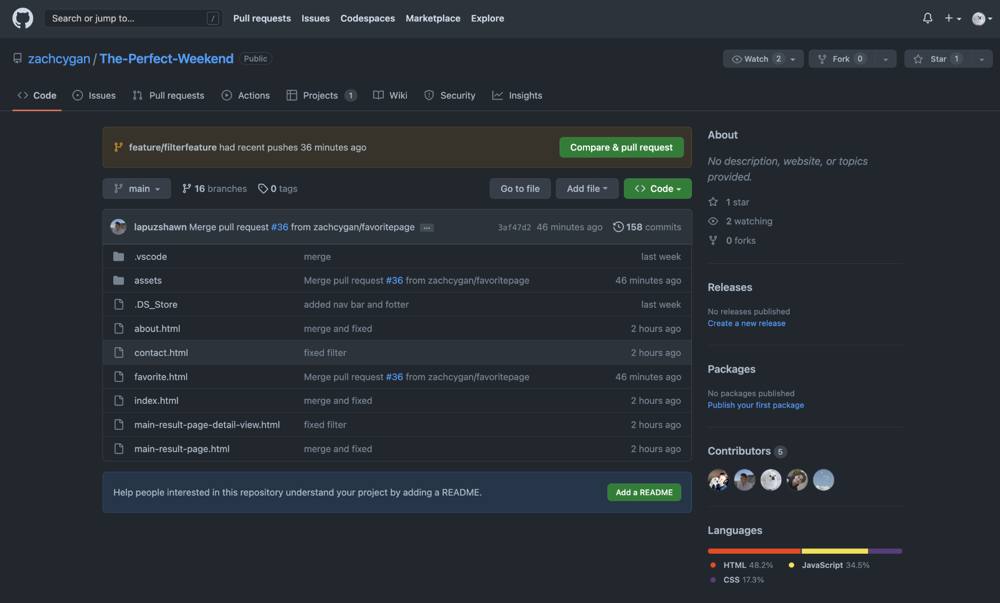 Search or jump to... / Pull requests Issues Codespaces Marketplace Explore
zachcygan / The-Perfect-Weekend Public Watch 2 Fork 0 Star 1
Code Issues Pull requests Actions Projects 1 Wiki Security Insights
feature/filterfeature had recent pushes 36 minutes ago Compare & pull request
main 16 branches 0 tags Go to file Add file Code
lapuzshawn Merge pull request #36 from zachcygan/favoritepage ... 3af47d2 46 minutes ago 158 commits
.vscode merge last week
assets Merge pull request #36 from zachcygan/favoritepage 46 minutes ago
.DS_Store added nav bar and fotter last week
about.html merge and fixed 2 hours ago
contact.html fixed filter 2 hours ago
favorite.html Merge pull request #36 from zachcygan/favoritepage 46 minutes ago
index.html merge and fixed 2 hours ago
main-result-page-detail-view.html fixed filter 2 hours ago
main-result-page.html merge and fixed 2 hours ago
Help people interested in this repository understand your project by adding a README. Add a README
About
No description, website, or topics
provided.
1 star
2 watching
0 forks
Releases
No releases published
Create a new release
Packages
No packages published
Publish your first package
Contributors 5
Languages
HTML 48.2% JavaScript 34.5%
CSS 17.3%